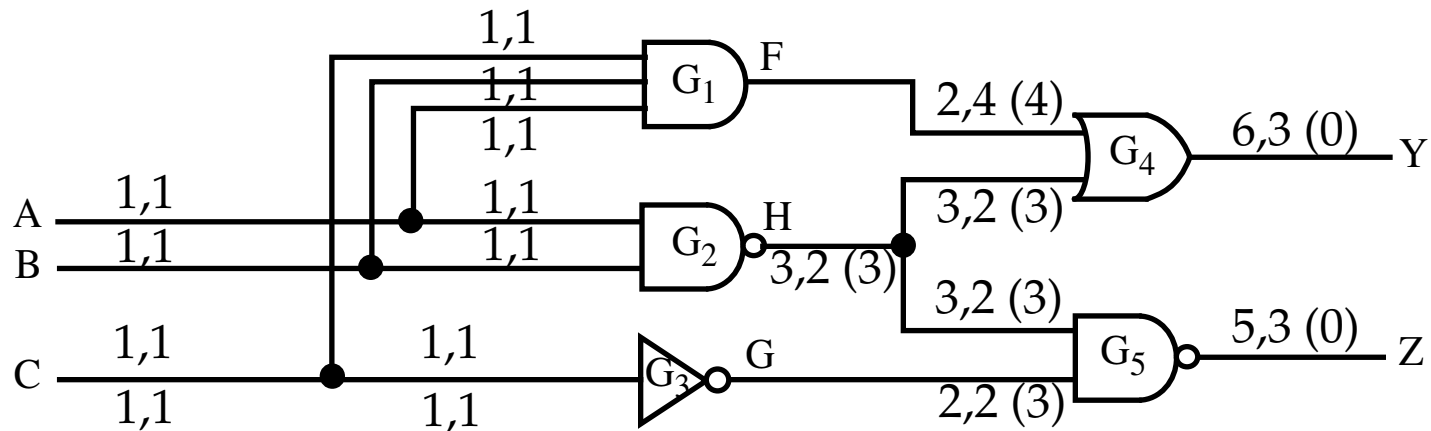 1,1
1,1
1,1
G1
F
2,4 (4)
G4
6,3 (0)
Y
A
1,1
1,1
G2
H
3,2 (3)
B
1,1
1,1
3,2 (3)
3,2 (3)
C
1,1
1,1
1,1
1,1
G3
G
2,2 (3)
G5
5,3 (0)
Z